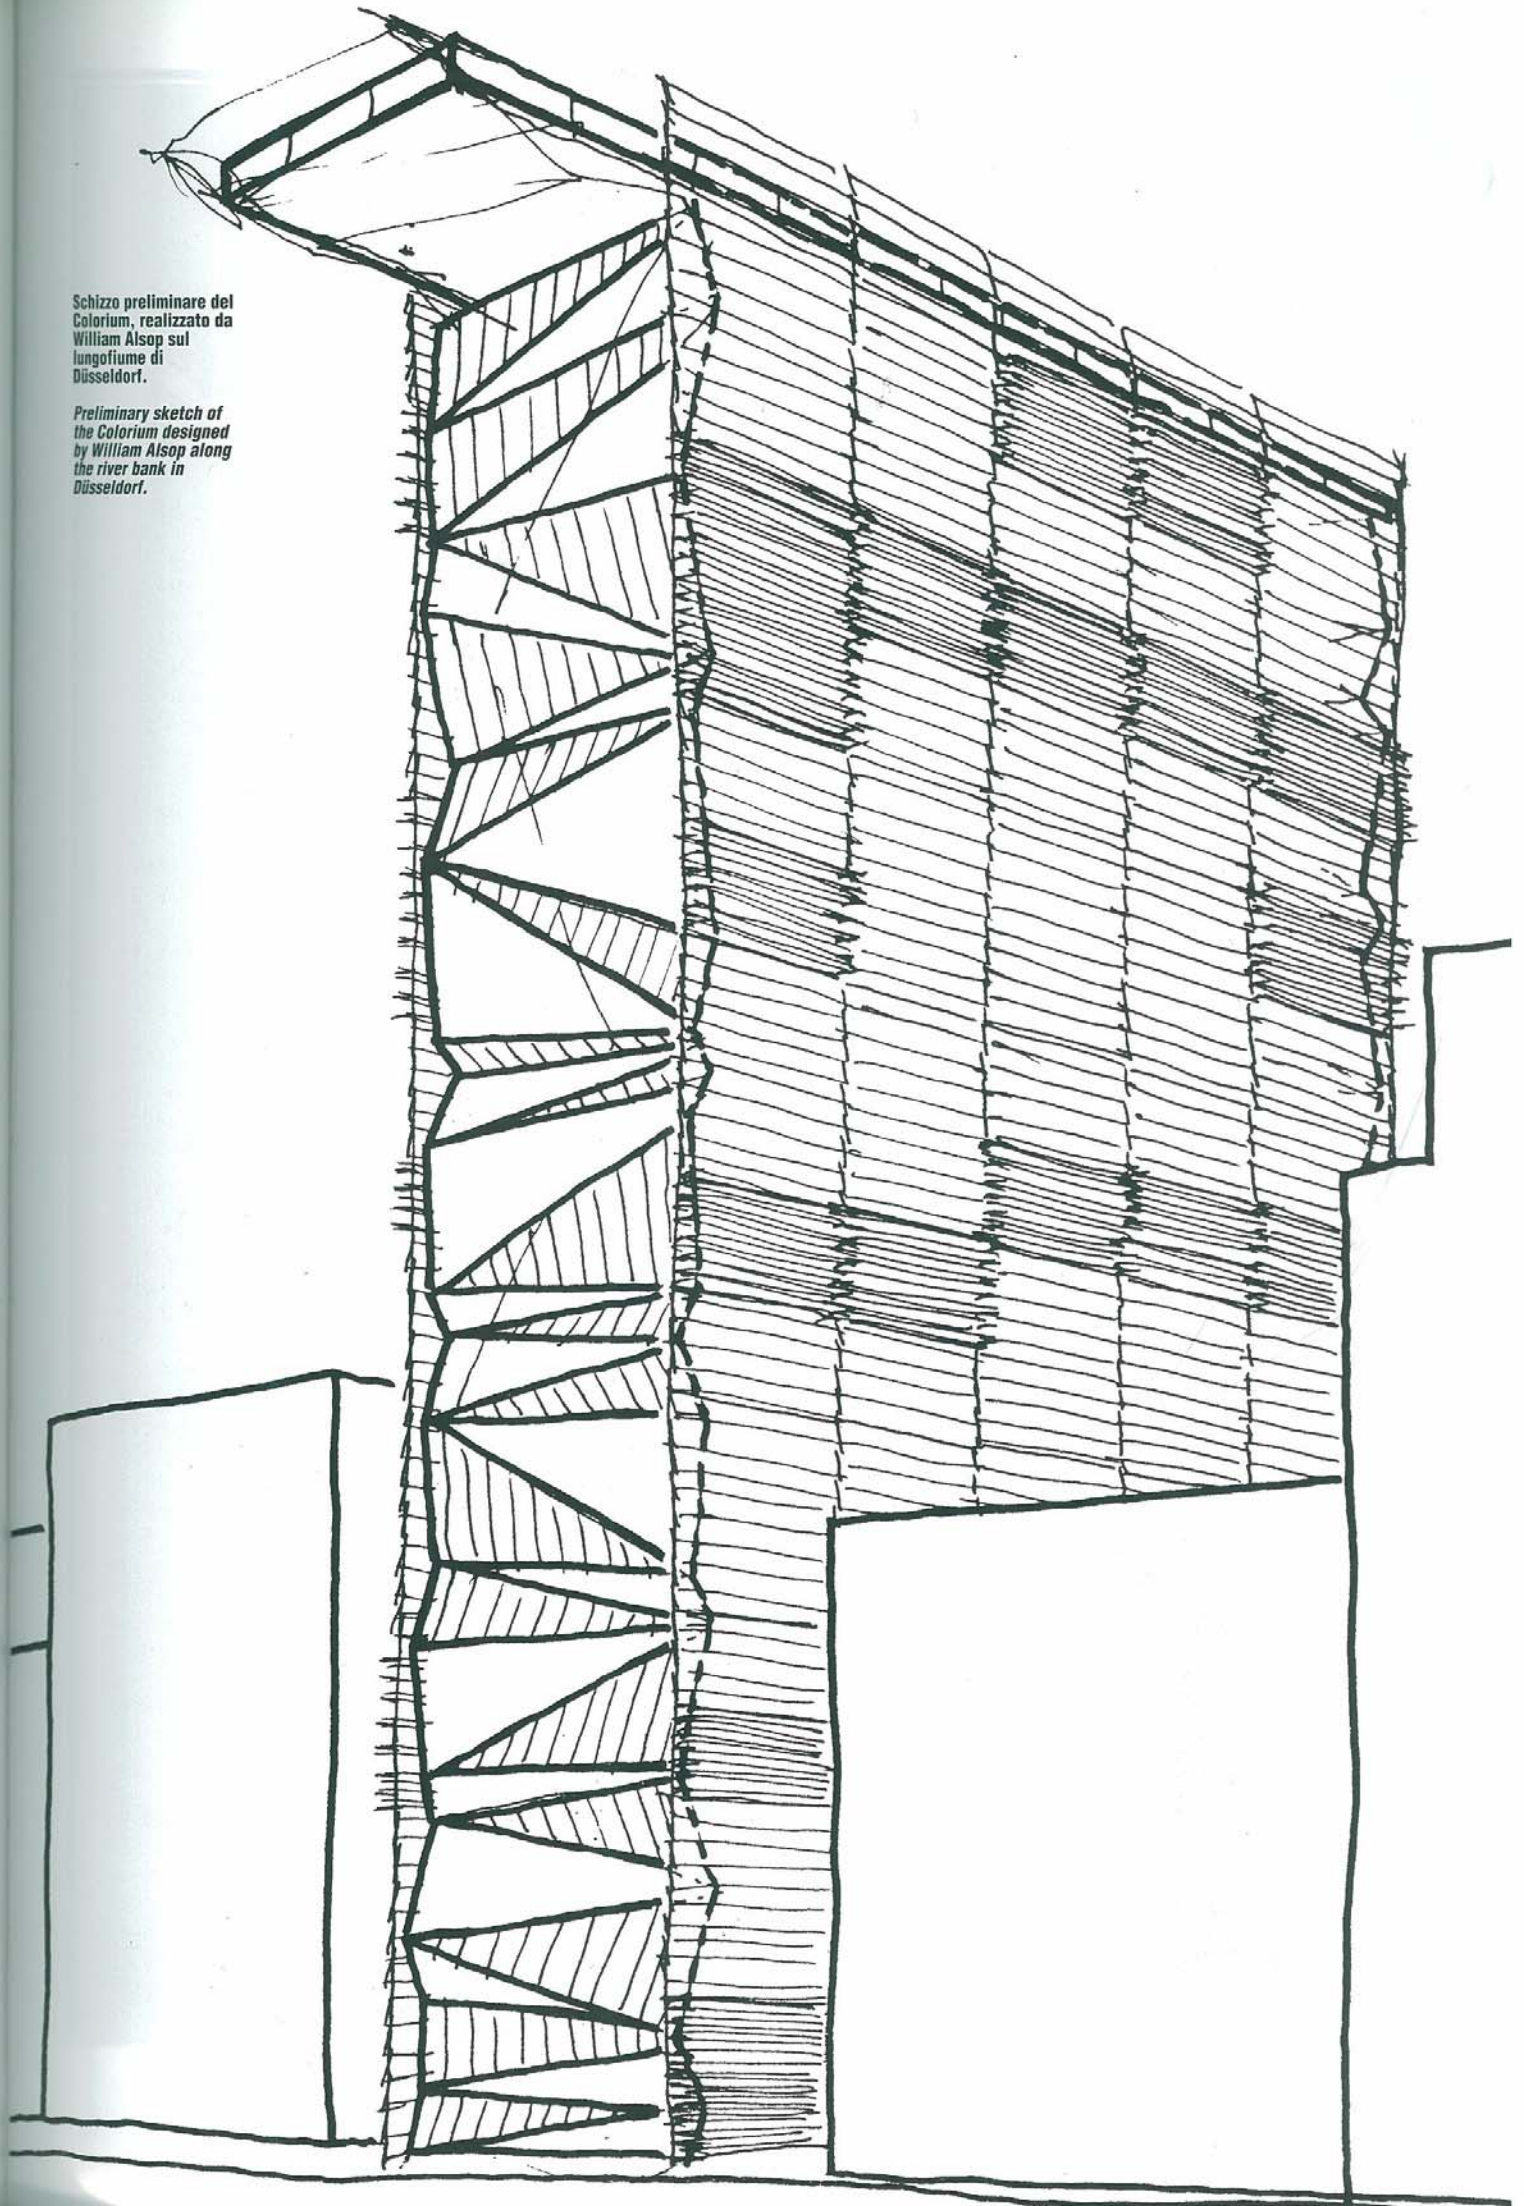 Schizzo preliminare del
Colorium, realizzato da
William Alsop sul
lungofiume di
Düsseldorf.
Preliminary sketch of
the Colorium designed
by William Alsop along
the river bank in
Düsseldorf.